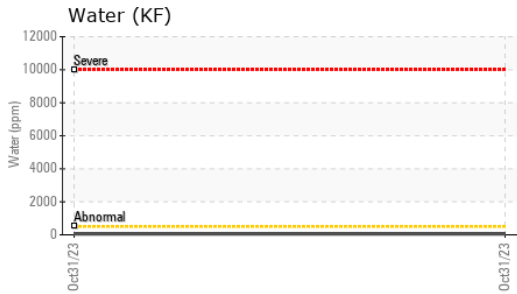 Water (KF)
12000
Severe
10000
8000
Water (ppm)
6000
4000
2000
Abnormal
0
Oct31/23
Oct31/23